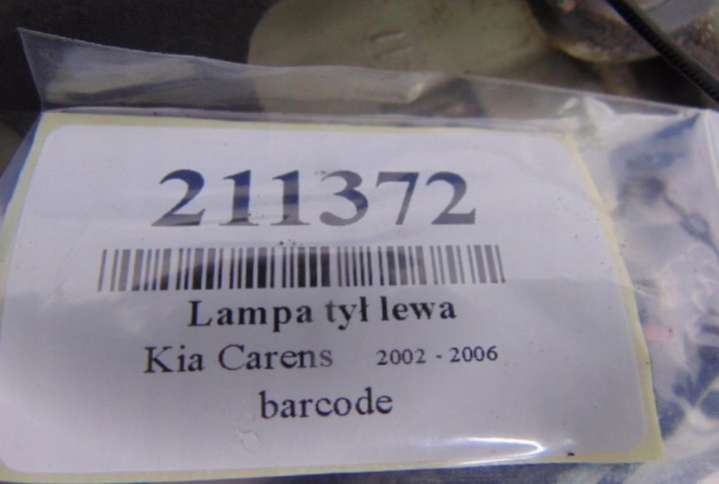 211372
Lampa tył lewa
Kia Carens 2002 - 2006
barcode